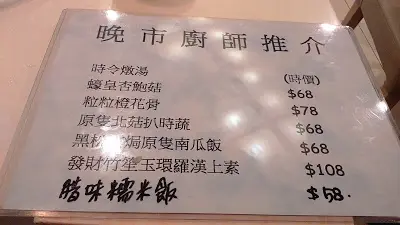 晚市廚師推介
時令燉湯 (時價)
蠔皇杏鮑菇 $68
粒粒橙花骨 $78
原隻北菇扒時蔬 $68
黑松 焗原隻南瓜飯 $68
發財竹笙玉環羅漢上素 $108
腊味糯米飯 $58.